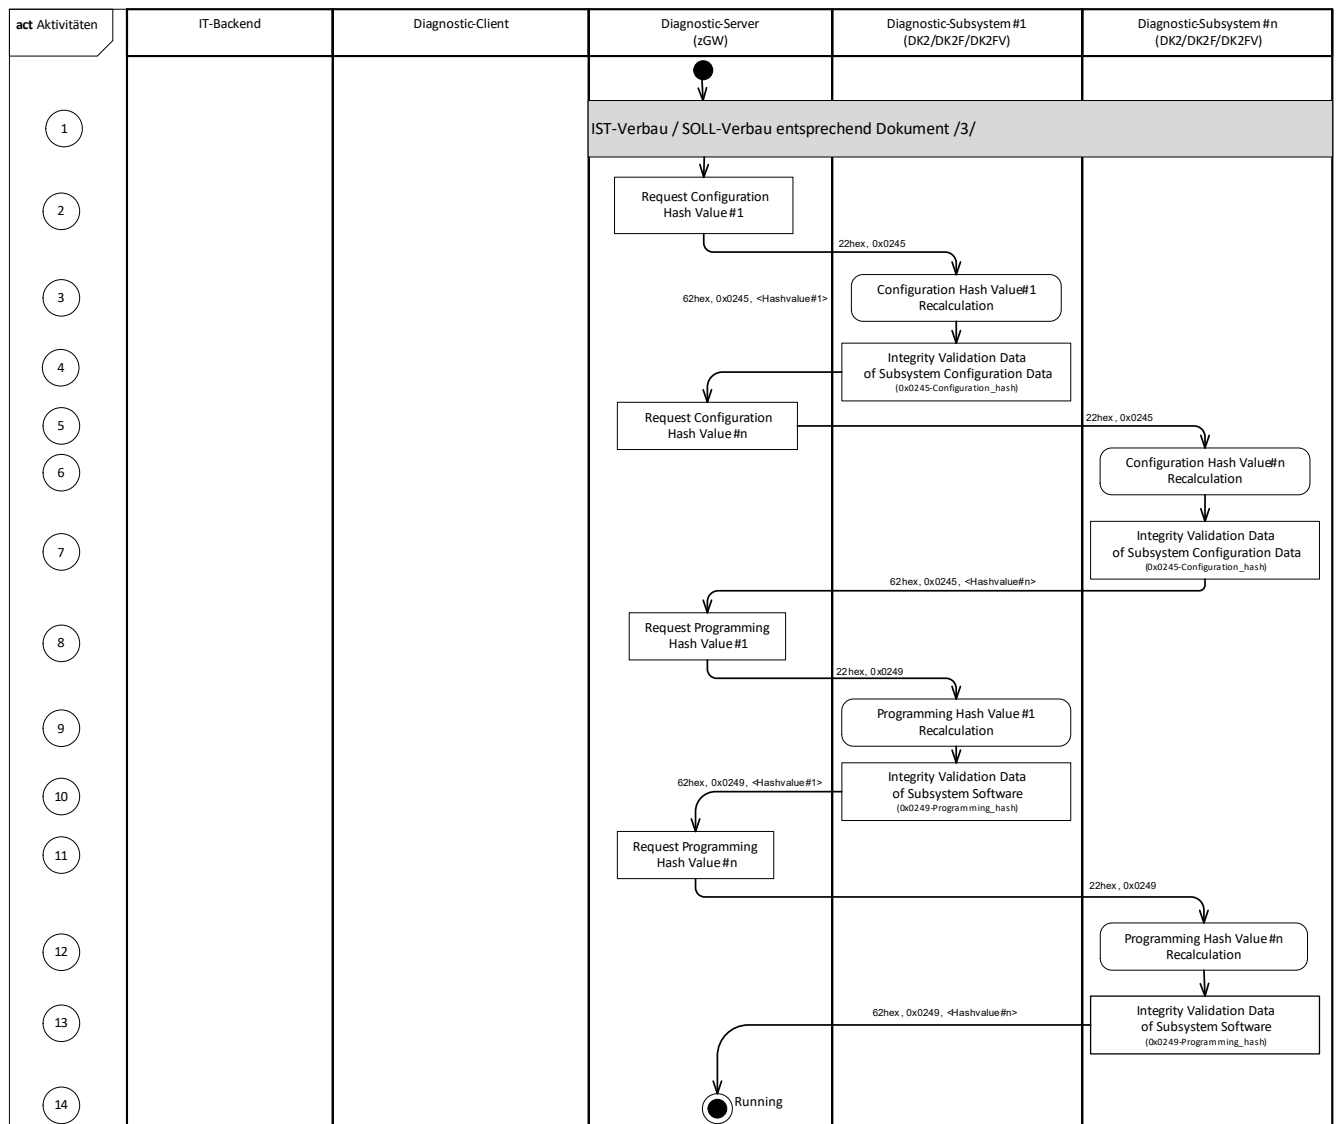 act Aktivitäten
IT-Backend
Diagnostic-Client
Diagnostic-Server
(zGW)
Diagnostic-Subsystem #1
(DK2/DK2F/DK2FV)
Diagnostic-Subsystem #n
(DK2/DK2F/DK2FV)
1
IST-Verbau / SOLL-Verbau entsprechend Dokument /3/
2
Request Configuration
Hash Value #1
22hex, 0x0245
3
62hex, 0x0245, <Hashvalue#1>
Configuration Hash Value#1
Recalculation
4
Integrity Validation Data
of Subsystem Configuration Data
(0x0245-Configuration_hash)
5
Request Configuration
Hash Value #n
22hex, 0x0245
6
Configuration Hash Value#n
Recalculation
7
Integrity Validation Data
of Subsystem Configuration Data
(0x0245-Configuration_hash)
62hex, 0x0245, <Hashvalue#n>
8
Request Programming
Hash Value #1
22hex, 0x0249
9
Programming Hash Value #1
Recalculation
10
62hex, 0x0249, <Hashvalue#1>
Integrity Validation Data
of Subsystem Software
(0x0249-Programming_hash)
11
Request Programming
Hash Value #n
22hex, 0x0249
12
Programming Hash Value #n
Recalculation
13
62hex, 0x0249, <Hashvalue#n>
Integrity Validation Data
of Subsystem Software
(0x0249-Programming_hash)
14
Running